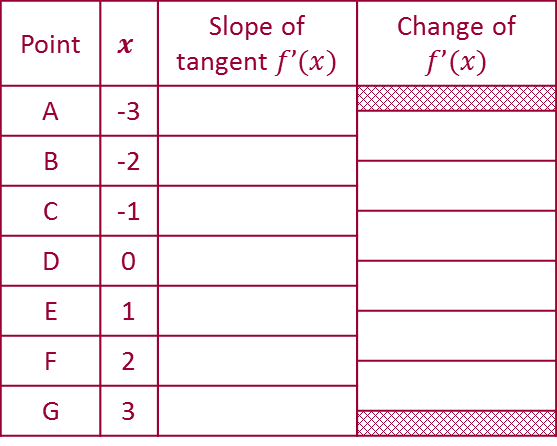 Point x Slope of tangent f’(x) Change of f’(x)
A -3
B -2
C -1
D 0
E 1
F 2
G 3